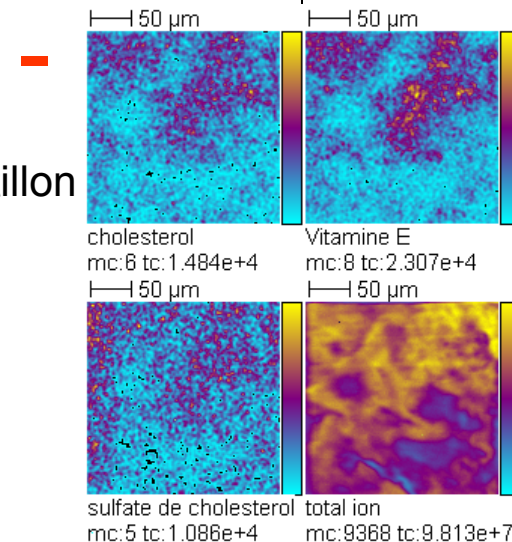 50 µm 50 µm
-
illon
cholesterol Vitamine E
mc:6 tc:1.484e+4 mc:8 tc:2.307e+4
50 µm 50 µm
sulfate de cholesterol total ion
mc:5 tc:1.086e+4 mc:9368 tc:9.813e+7